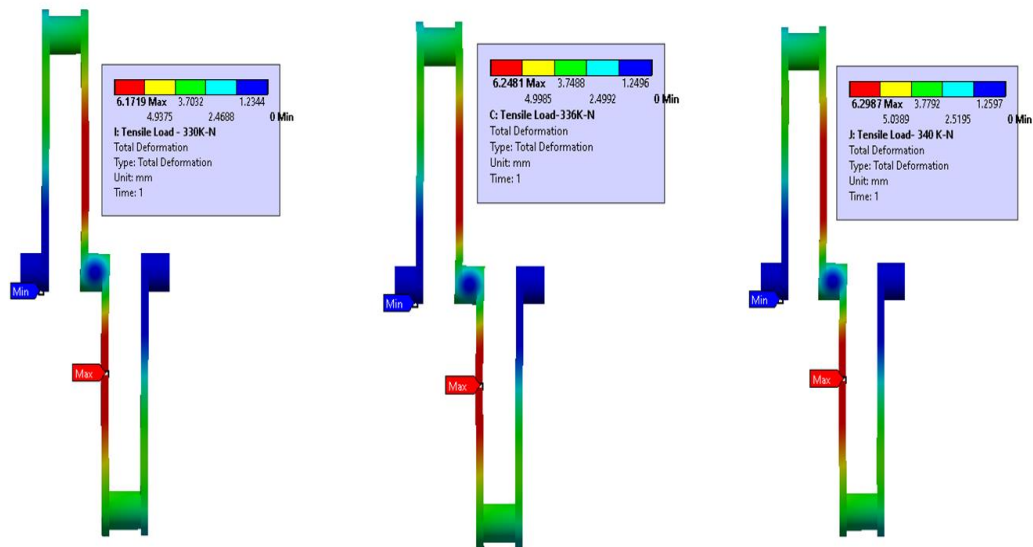 6.1719 Max 3.7032 1.2344
4.9375 2.4688 0 Min
I: Tensile Load - 330K-N
Total Deformation
Type: Total Deformation
Unit: mm
Time: 1
Min
Max
6.2481 Max 3.7488 1.2496
4.9985 2.4992 0 Min
C: Tensile Load-336K-N
Total Deformation
Type: Total Deformation
Unit: mm
Time: 1
Min
Max
6.2987 Max 3.7792 1.2597
5.0389 2.5195 0 Min
J: Tensile Load- 340 K-N
Total Deformation
Type: Total Deformation
Unit: mm
Time: 1
Min
Max